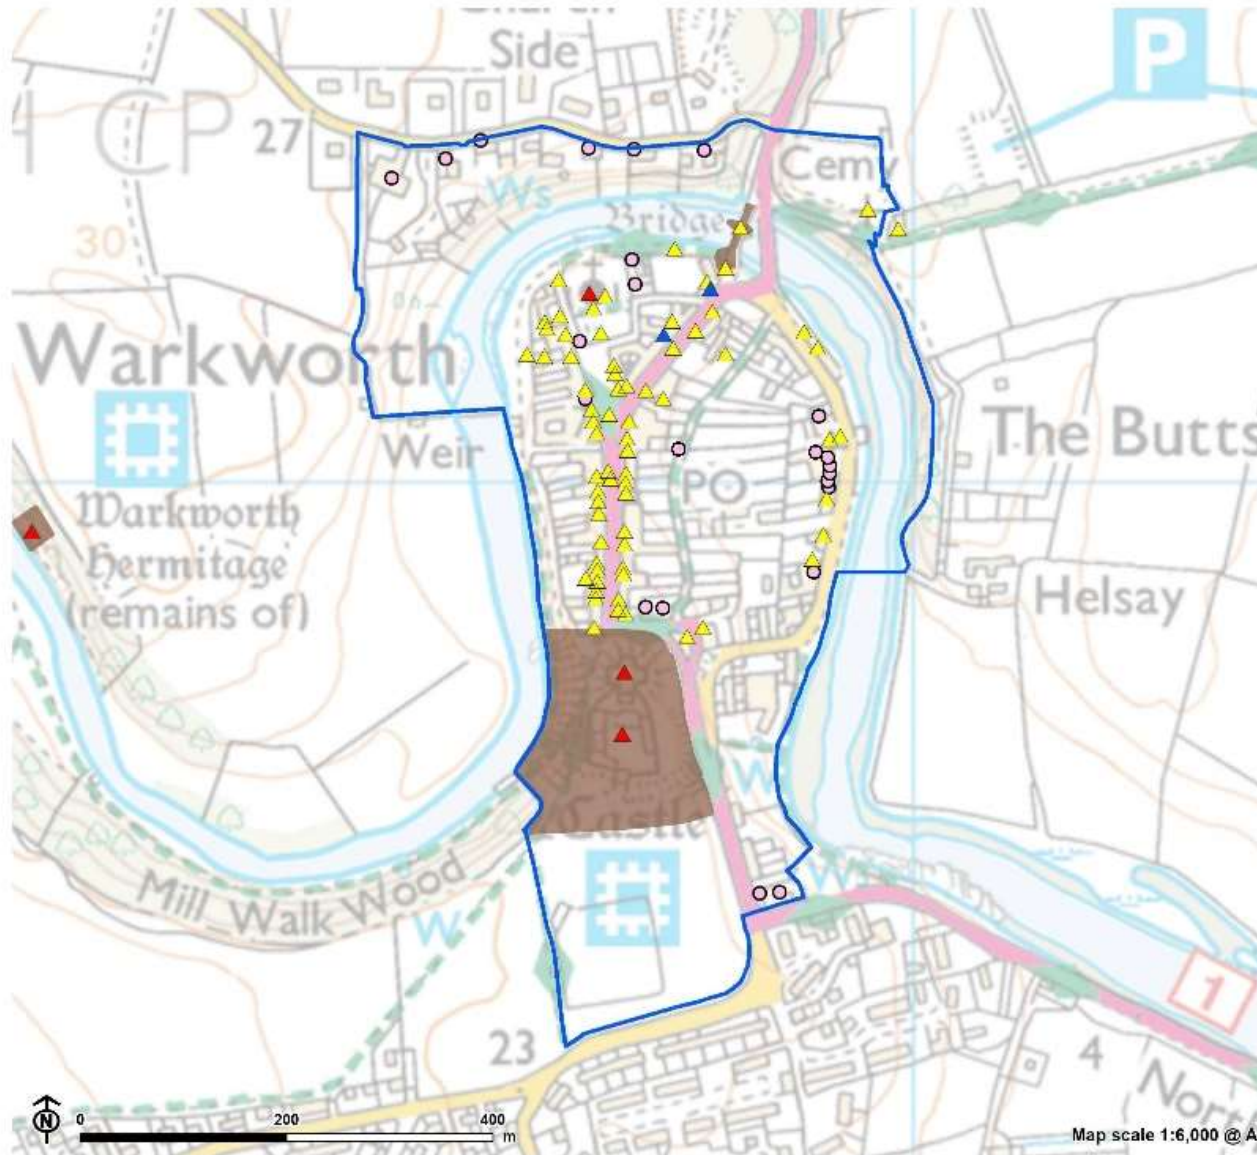 Side
CP
27
P
Cemy
Ws
Bridge
30
Warkworth
The Butts
Weir
PO
Warkworth
Hermitage
(remains of)
Helsay
W
Castle
Mill Walk Wood
W
W
1
23
4
N
0 200 400
m
Map scale 1:6,000 @ A